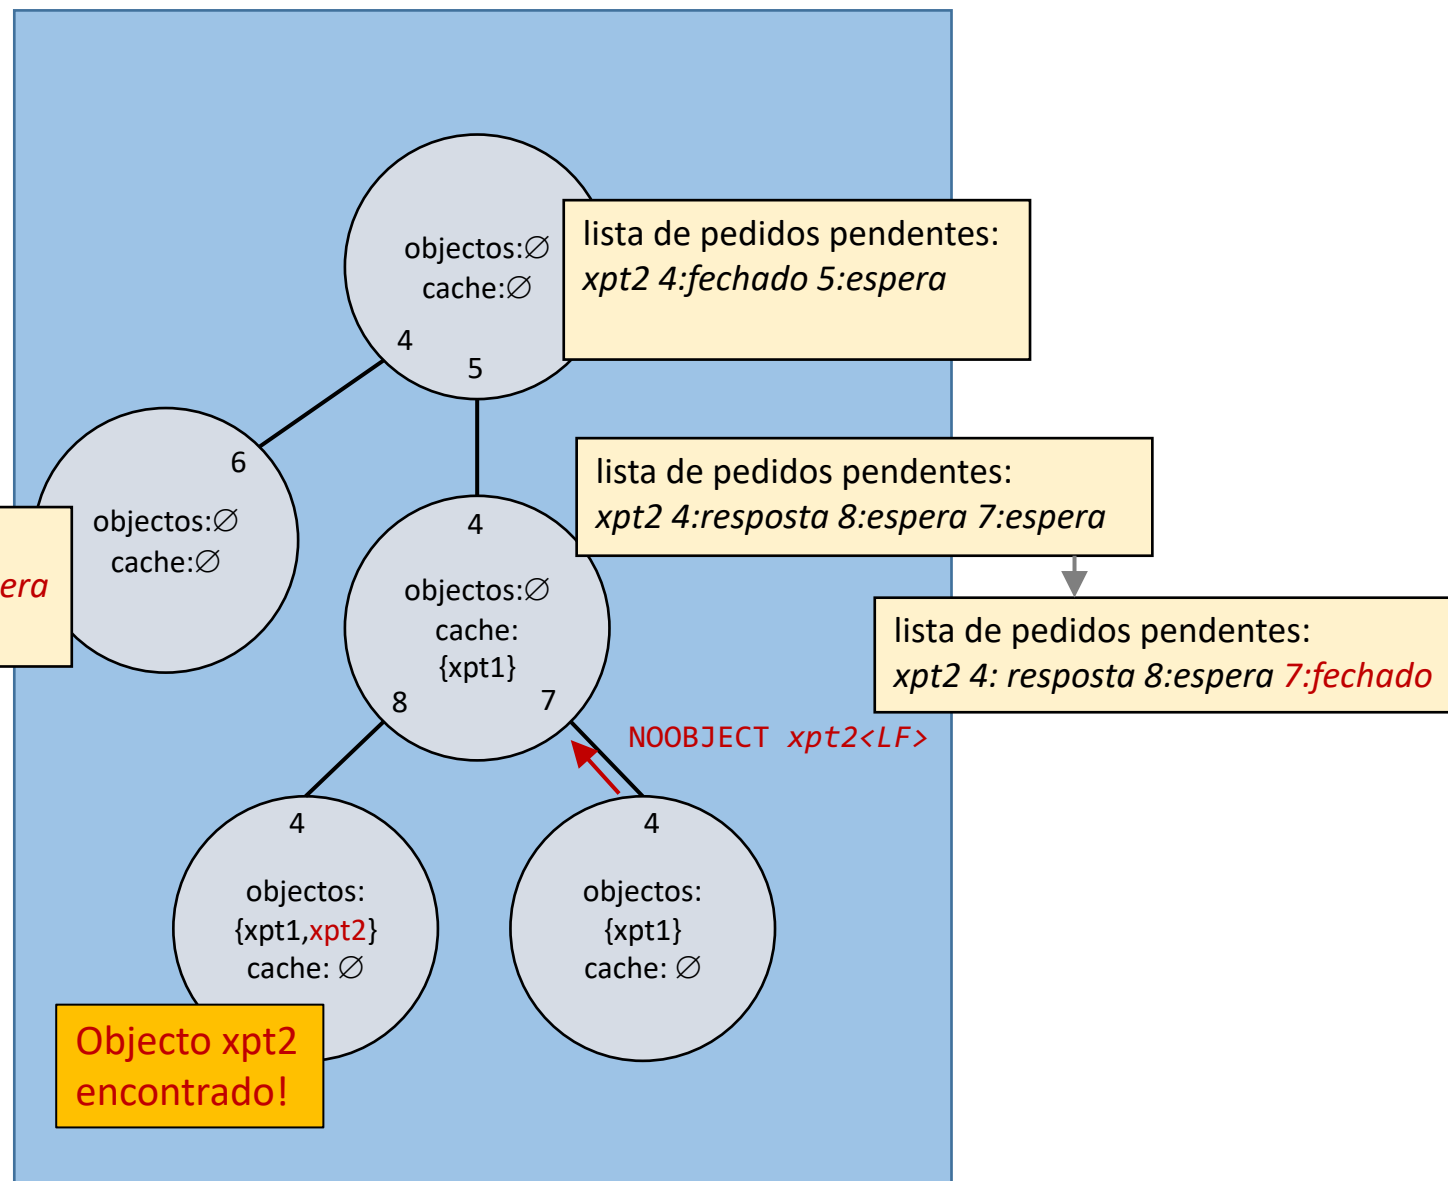 objectos:∅
cache:∅
4
5
lista de pedidos pendentes:
xpt2 4:fechado 5:espera
6
objectos:∅
cache:∅
era
lista de pedidos pendentes:
xpt2 4:resposta 8:espera 7:espera
4
objectos:∅
cache:
{xpt1}
8
7
lista de pedidos pendentes:
xpt2 4: resposta 8:espera 7:fechado
NOOBJECT xpt2<LF>
4
objectos:
{xpt1,xpt2}
cache: ∅
4
objectos:
{xpt1}
cache: ∅
Objecto xpt2
encontrado!